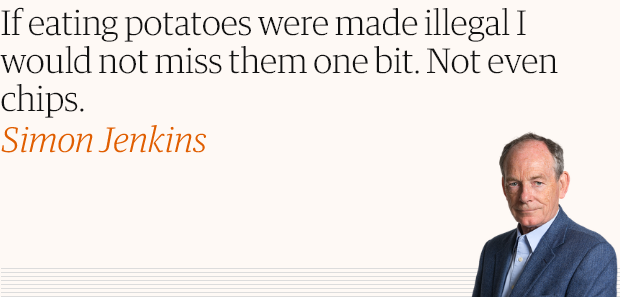 If eating potatoes were made illegal I
would not miss them one bit. Not even
chips.
Simon Jenkins